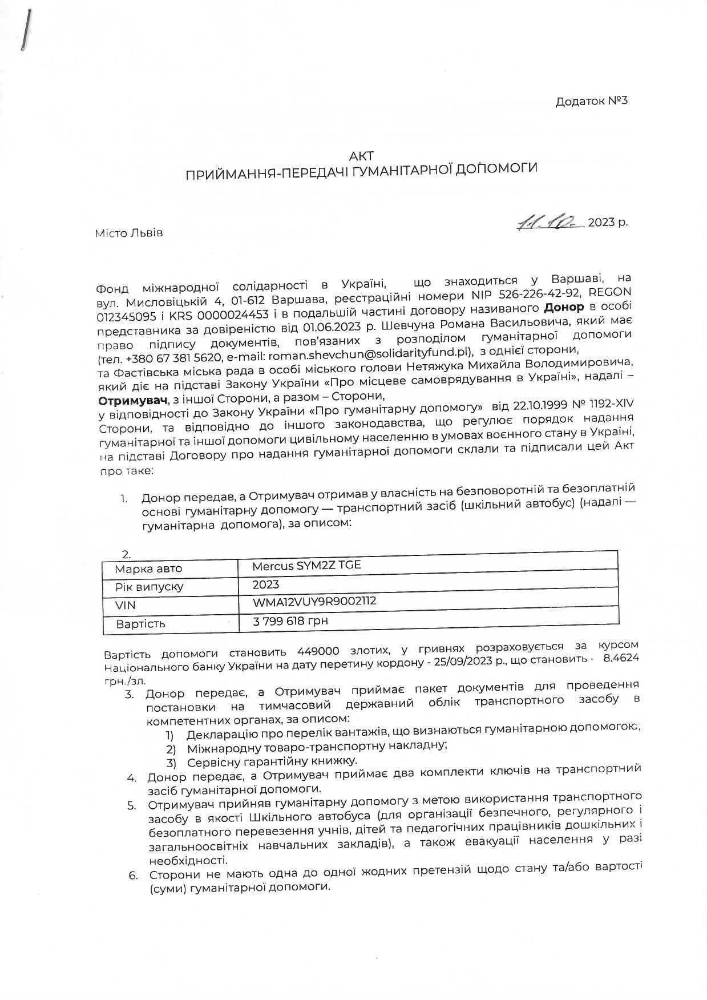 Додаток №3
АКТ
ПРИЙМАННЯ-ПЕРЕДАЧІ ГУМАНІТАРНОЇ ДОПОМОГИ
11.10. 2023 р.
Місто Львів
Фонд міжнародної солідарності в Україні, що знаходиться у Варшаві, на
вул. Мисловіцькій 4, 01-612 Варшава, реєстраційні номери NIP 526-226-42-92, REGON
012345095 і KRS 0000024453 і в подальшій частині договору називаного Донор в особі
представника за довіреністю від 01.06.2023 р. Шевчуна Романа Васильовича, який має
право підпису документів, пов’язаних з розподілом гуманітарної допомоги
(тел. +380 67 381 5620, e-mail: roman.shevchun@solidarityfund.pl), з однієї сторони,
та Фастівська міська рада в особі міського голови Нетяжука Михайла Володимировича,
який діє на підставі Закону України «Про місцеве самоврядування в Україні», надалі –
Отримувач, з іншої Сторони, а разом – Сторони,
у відповідності до Закону України «Про гуманітарну допомогу» від 22.10.1999 № 1192-XIV
Сторони, та відповідно до іншого законодавства, що регулює порядок надання
гуманітарної та іншої допомоги цивільному населенню в умовах воєнного стану в Україні,
на підставі Договору про надання гуманітарної допомоги склали та підписали цей Акт
про таке:
1. Донор передав, а Отримувач отримав у власність на безповоротній та безоплатній
основі гуманітарну допомогу — транспортний засіб (шкільний автобус) (надалі —
гуманітарна допомога), за описом:
2.
Марка авто Mercus SYM2Z TGE
Рік випуску 2023
VIN WMA12VUY9R9002112
Вартість 3 799 618 грн
Вартість допомоги становить 449000 злотих, у гривнях розраховується за курсом
Національного банку України на дату перетину кордону - 25/09/2023 р., що становить - 8,4624
грн./зл.
3. Донор передає, а Отримувач приймає пакет документів для проведення
постановки на тимчасовий державний облік транспортного засобу в
компетентних органах, за описом:
1) Декларацію про перелік вантажів, що визнаються гуманітарною допомогою;
2) Міжнародну товаро-транспортну накладну;
3) Сервісну гарантійну книжку.
4. Донор передає, а Отримувач приймає два комплекти ключів на транспортний
засіб гуманітарної допомоги.
5. Отримувач прийняв гуманітарну допомогу з метою використання транспортного
засобу в якості Шкільного автобуса (для організації безпечного, регулярного і
безоплатного перевезення учнів, дітей та педагогічних працівників дошкільних і
загальноосвітніх навчальних закладів), а також евакуації населення у разі
необхідності.
6. Сторони не мають одна до одної жодних претензій щодо стану та/або вартості
(суми) гуманітарної допомоги.